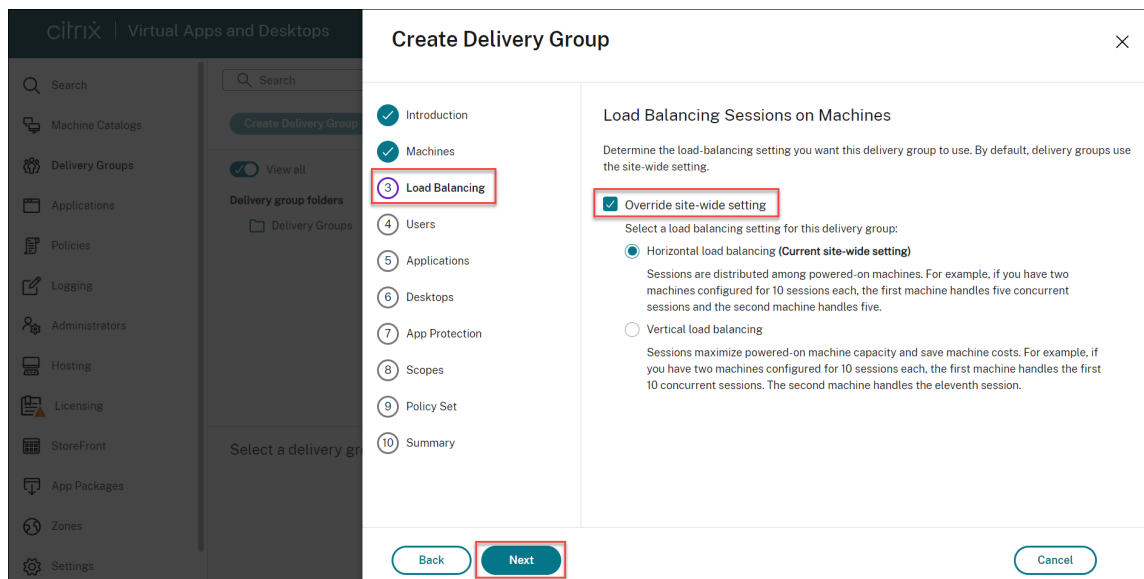 citrix | Virtual Apps and Desktops
Search
Machine Catalogs
Delivery Groups
Applications
Policies
Logging
Administrators
Hosting
Licensing
StoreFront
App Packages
Zones
Settings
Search
Create Delivery Group
View all
Delivery group folders
Delivery Groups
Select a delivery gr
Create Delivery Group
Introduction
Machines
3 Load Balancing
4 Users
5 Applications
6 Desktops
7 App Protection
8 Scopes
9 Policy Set
10 Summary
Load Balancing Sessions on Machines
Determine the load-balancing setting you want this delivery group to use. By default, delivery groups use
the site-wide setting.
Override site-wide setting
Select a load balancing setting for this delivery group:
Horizontal load balancing (Current site-wide setting)
Sessions are distributed among powered-on machines. For example, if you have two
machines configured for 10 sessions each, the first machine handles five concurrent
sessions and the second machine handles five.
Vertical load balancing
Sessions maximize powered-on machine capacity and save machine costs. For example, if
you have two machines configured for 10 sessions each, the first machine handles the first
10 concurrent sessions. The second machine handles the eleventh session.
Back
Next
Cancel